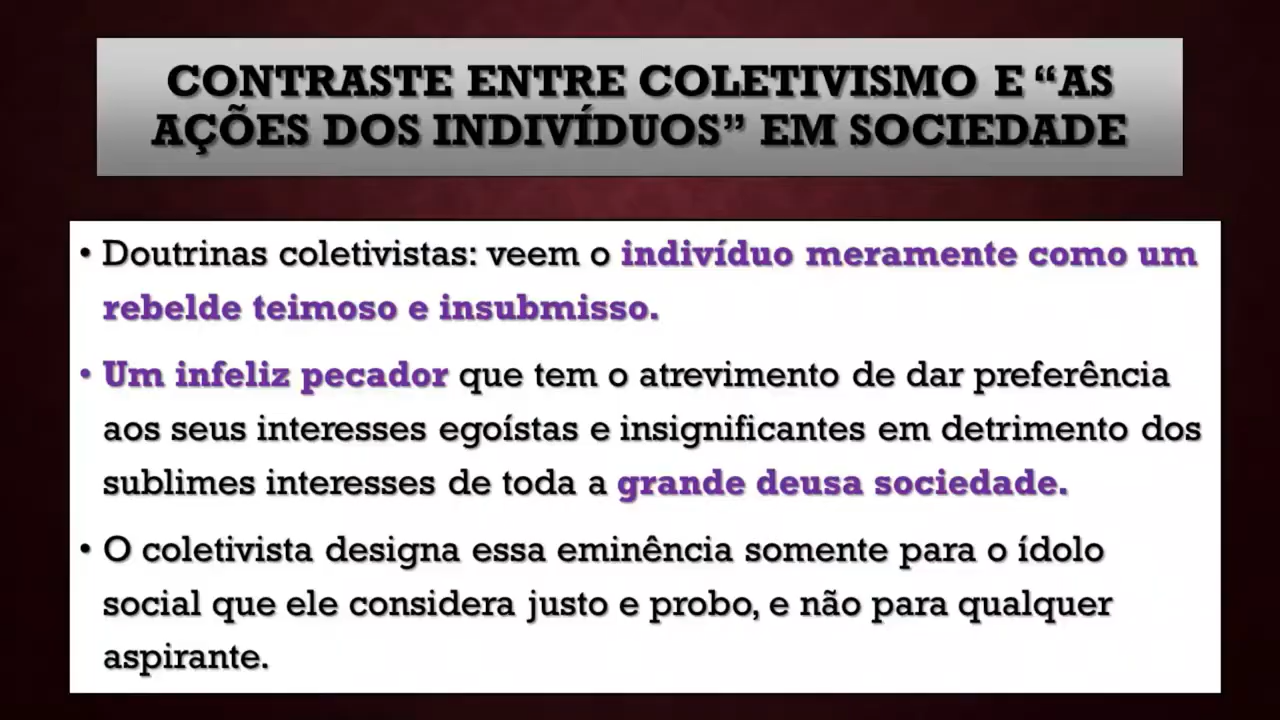 CONTRASTE ENTRE COLETIVISMO E “AS
AÇÕES DOS INDIVÍDUOS” EM SOCIEDADE
• Doutrinas coletivistas: veem o indivíduo meramente como um
rebelde teimoso e insubmisso.
• Um infeliz pecador que tem o atrevimento de dar preferência
aos seus interesses egoístas e insignificantes em detrimento dos
sublimes interesses de toda a grande deusa sociedade.
• O coletivista designa essa eminência somente para o ídolo
social que ele considera justo e probo, e não para qualquer
aspirante.